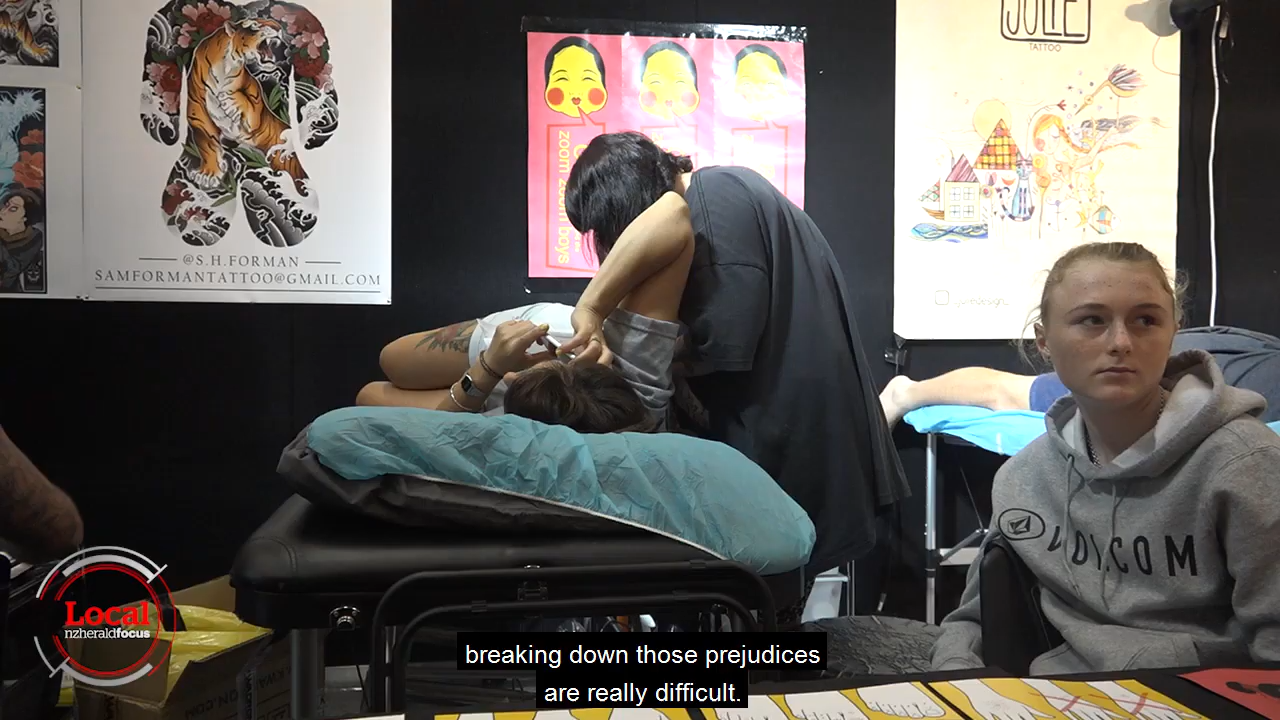 JOLIE
TATTOO
@S.H.FORMAN
SAMFORMANTATTOO@GMAIL.COM
zoom zoom boys
Local
nzheraldfocus
breaking down those prejudices
are really difficult.